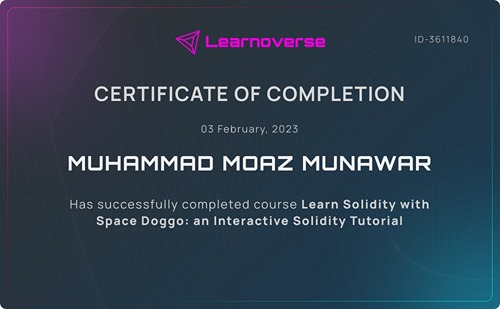 Learnoverse
ID-3611840
CERTIFICATE OF COMPLETION
03 February, 2023
MUHAMMAD MOAZ MUNAWAR
Has successfully completed course Learn Solidity with
Space Doggo: an Interactive Solidity Tutorial